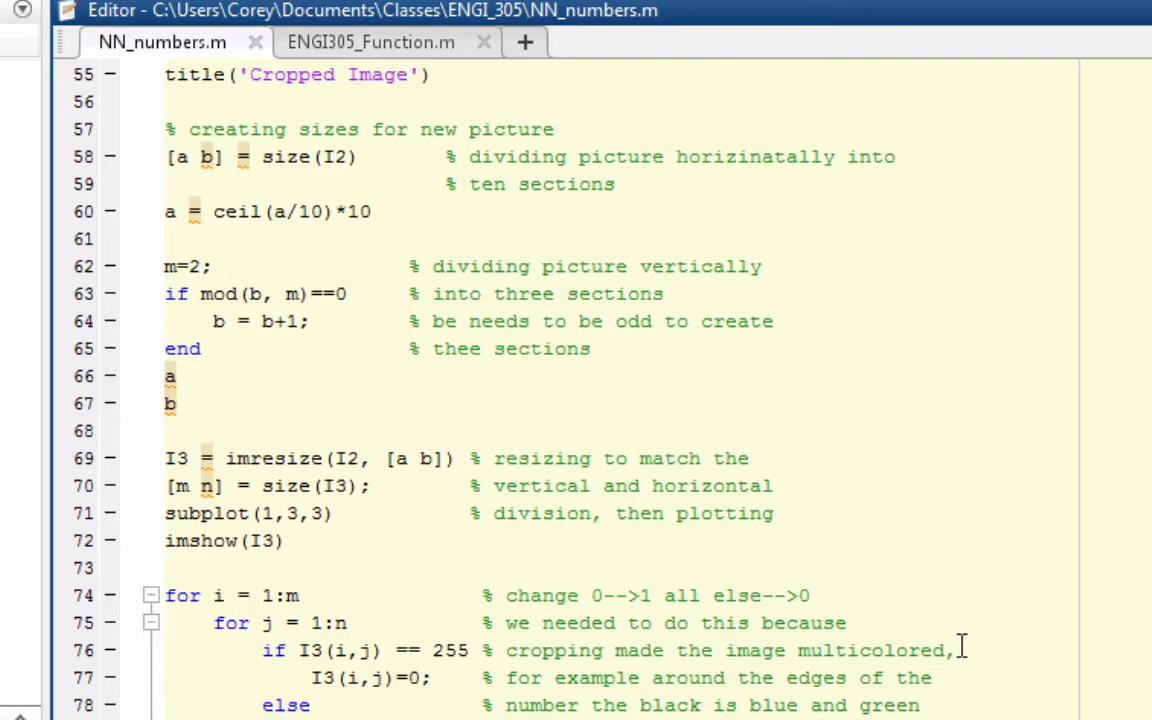 Editor - C:\Users\Corey\Documents\Classes\ENGI_305\NN_numbers.m
NN_numbers.m × ENGI305_Function.m × +
55 – title('Cropped Image')
56
57 % creating sizes for new picture
58 – [a b] = size(I2) % dividing picture horizinatally into
59 % ten sections
60 – a = ceil(a/10)*10
61
62 – m=2; % dividing picture vertically
63 – if mod(b, m)==0 % into three sections
64 – b = b+1; % be needs to be odd to create
65 – end % thee sections
66 – a
67 – b
68
69 – I3 = imresize(I2, [a b]) % resizing to match the
70 – [m n] = size(I3); % vertical and horizontal
71 – subplot(1,3,3) % division, then plotting
72 – imshow(I3)
73
74 – for i = 1:m % change 0-->1 all else-->0
75 – for j = 1:n % we needed to do this because
76 – if I3(i,j) == 255 % cropping made the image multicolored,
77 – I3(i,j)=0; % for example around the edges of the
78 – else % number the black is blue and green